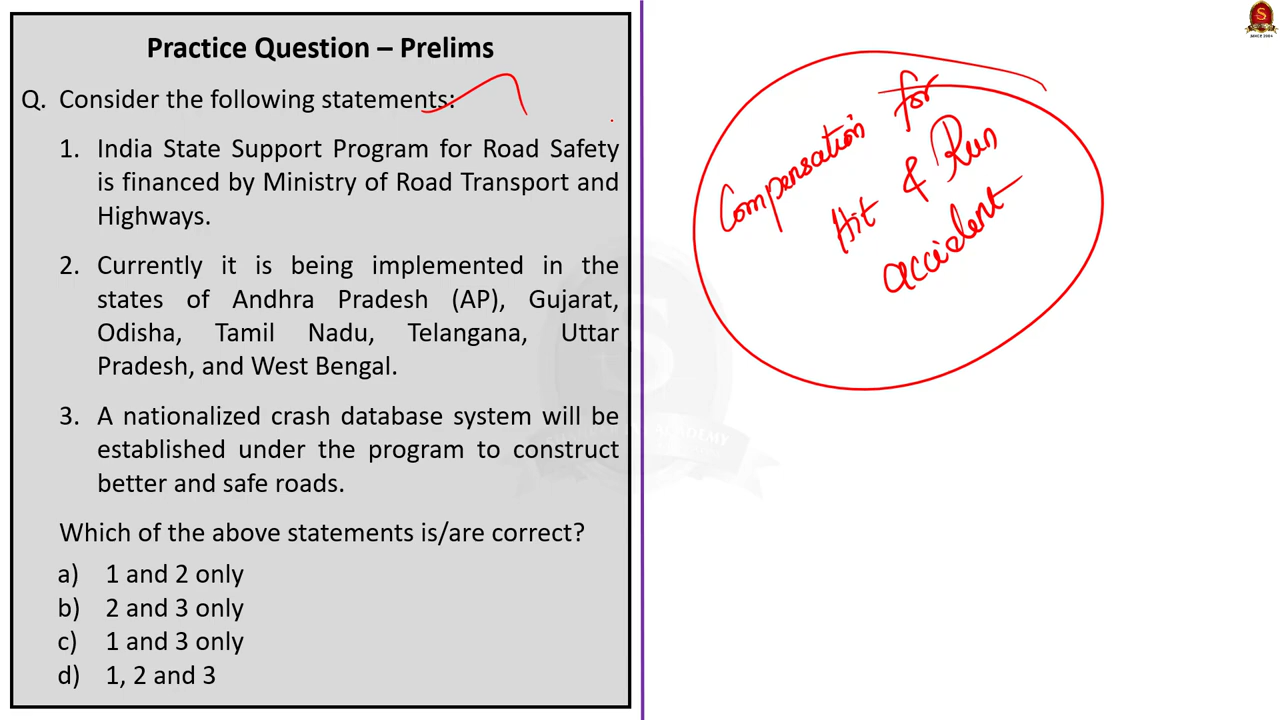 Practice Question – Prelims
Q. Consider the following statements:
1. India State Support Program for Road Safety
is financed by Ministry of Road Transport and
Highways.
2. Currently it is being implemented in the
states of Andhra Pradesh (AP), Gujarat,
Odisha, Tamil Nadu, Telangana, Uttar
Pradesh, and West Bengal.
3. A nationalized crash database system will be
established under the program to construct
better and safe roads.
Which of the above statements is/are correct?
a) 1 and 2 only
b) 2 and 3 only
c) 1 and 3 only
d) 1, 2 and 3
Compensation for
Hit & Run
accident
S
SINCE 2004